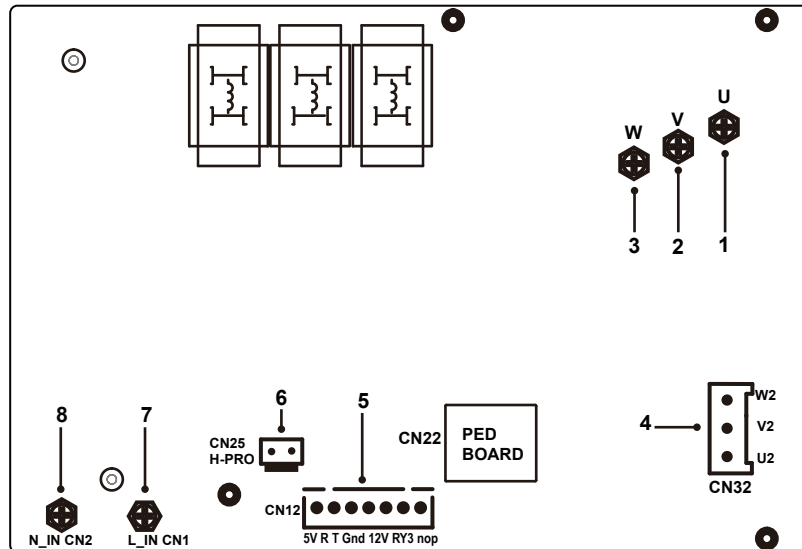 U
V
W
3 2 1
8 7 6 5
CN25
H-PRO
CN22
PED
BOARD
4
W2
V2
U2
CN32
CN12
5V R T Gnd 12V RY3 nop
N_IN CN2
L_IN CN1